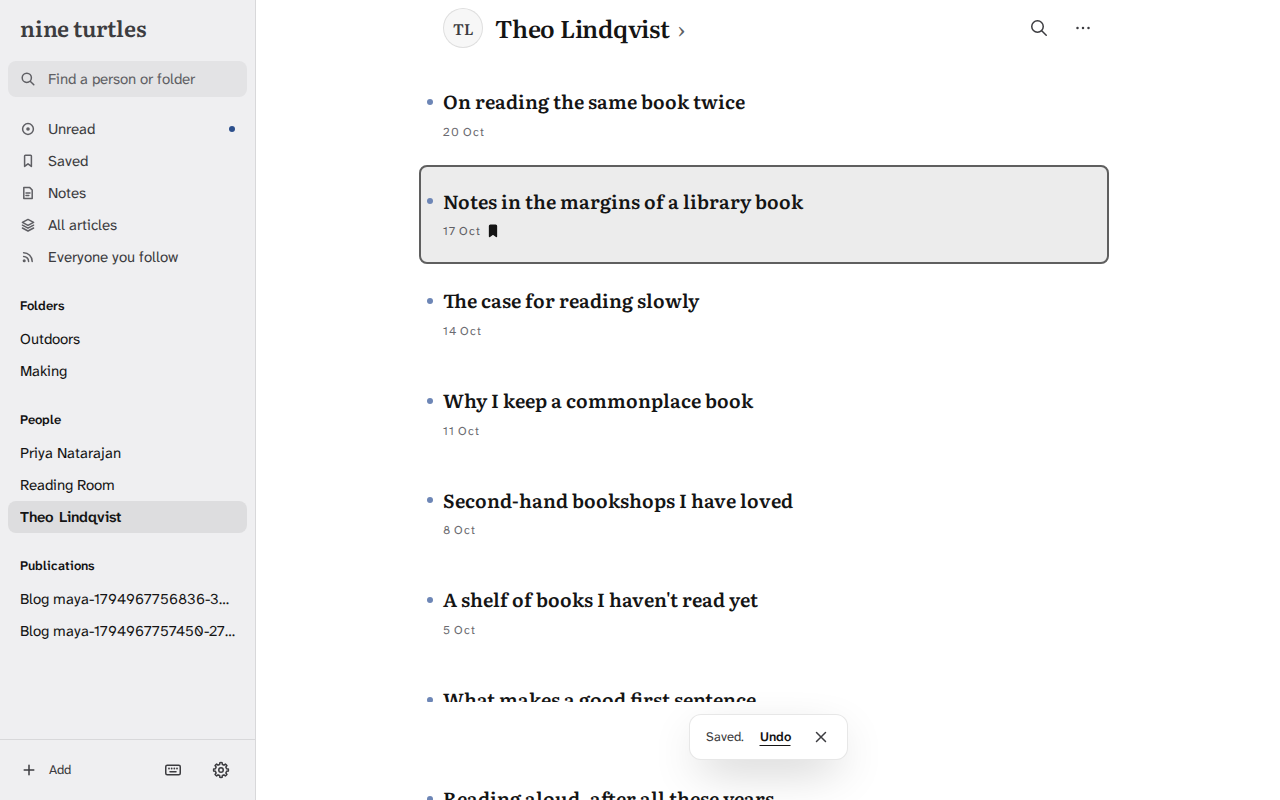 nine turtles
Find a person or folder
Unread
Saved
Notes
All articles
Everyone you follow
Folders
Outdoors
Making
People
Priya Natarajan
Reading Room
Theo Lindqvist
Publications
Blog maya-1794967756836-3...
Blog maya-1794967757450-27...
Add
TL
Theo Lindqvist
On reading the same book twice
20 Oct
Notes in the margins of a library book
17 Oct
The case for reading slowly
14 Oct
Why I keep a commonplace book
11 Oct
Second-hand bookshops I have loved
8 Oct
A shelf of books I haven't read yet
5 Oct
What makes a good first sentence
Saved. Undo
Reading aloud, after all these years